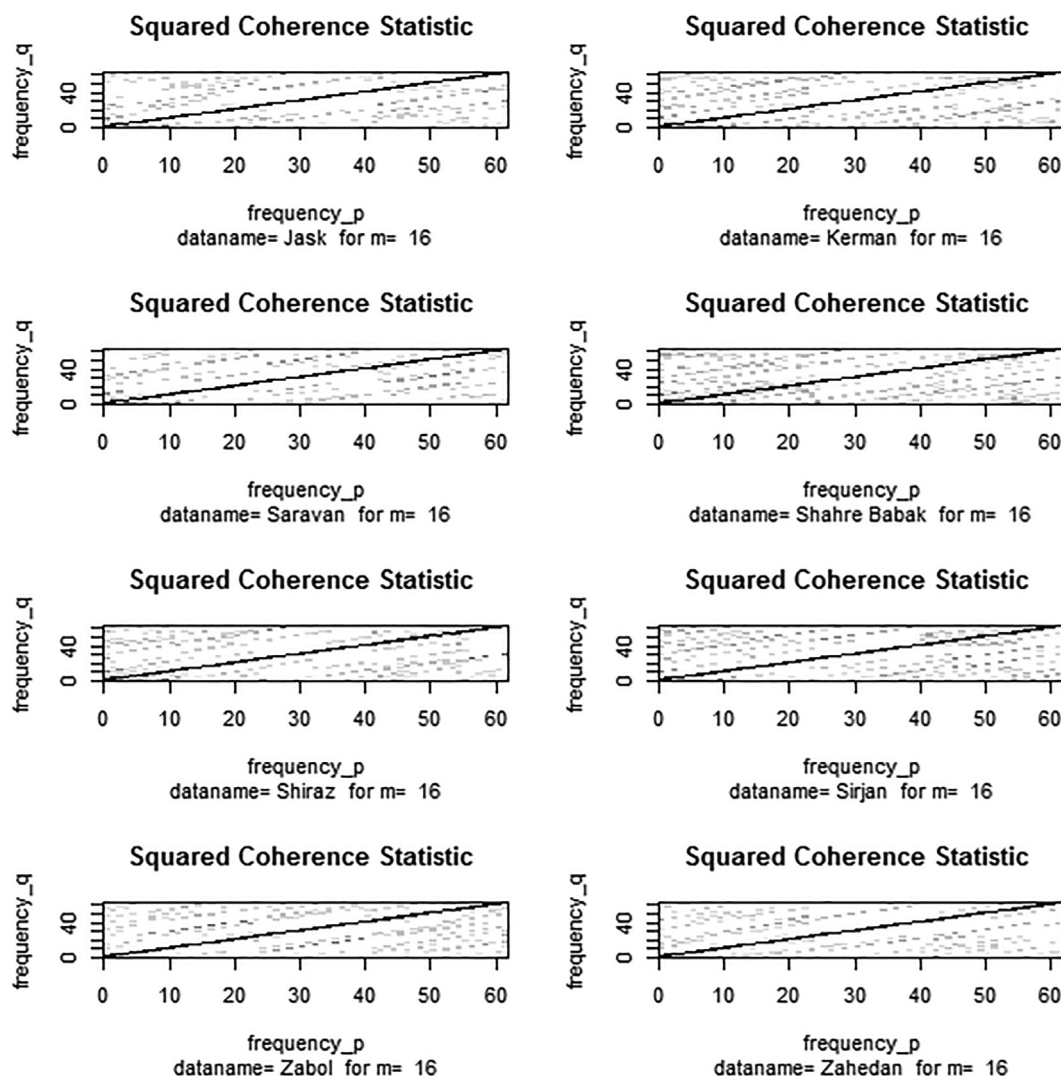 Squared Coherence Statistic
frequency_q
0 40
0 10 20 30 40 50 60
frequency_p
dataname= Jask for m= 16
Squared Coherence Statistic
frequency_q
0 40
0 10 20 30 40 50 60
frequency_p
dataname= Kerman for m= 16
Squared Coherence Statistic
frequency_q
0 40
0 10 20 30 40 50 60
frequency_p
dataname= Saravan for m= 16
Squared Coherence Statistic
frequency_q
0 40
0 10 20 30 40 50 60
frequency_p
dataname= Shahre Babak for m= 16
Squared Coherence Statistic
frequency_q
0 40
0 10 20 30 40 50 60
frequency_p
dataname= Shiraz for m= 16
Squared Coherence Statistic
frequency_q
0 40
0 10 20 30 40 50 60
frequency_p
dataname= Sirjan for m= 16
Squared Coherence Statistic
frequency_q
0 40
0 10 20 30 40 50 60
frequency_p
dataname= Zabol for m= 16
Squared Coherence Statistic
frequency_q
0 40
0 10 20 30 40 50 60
frequency_p
dataname= Zahedan for m= 16